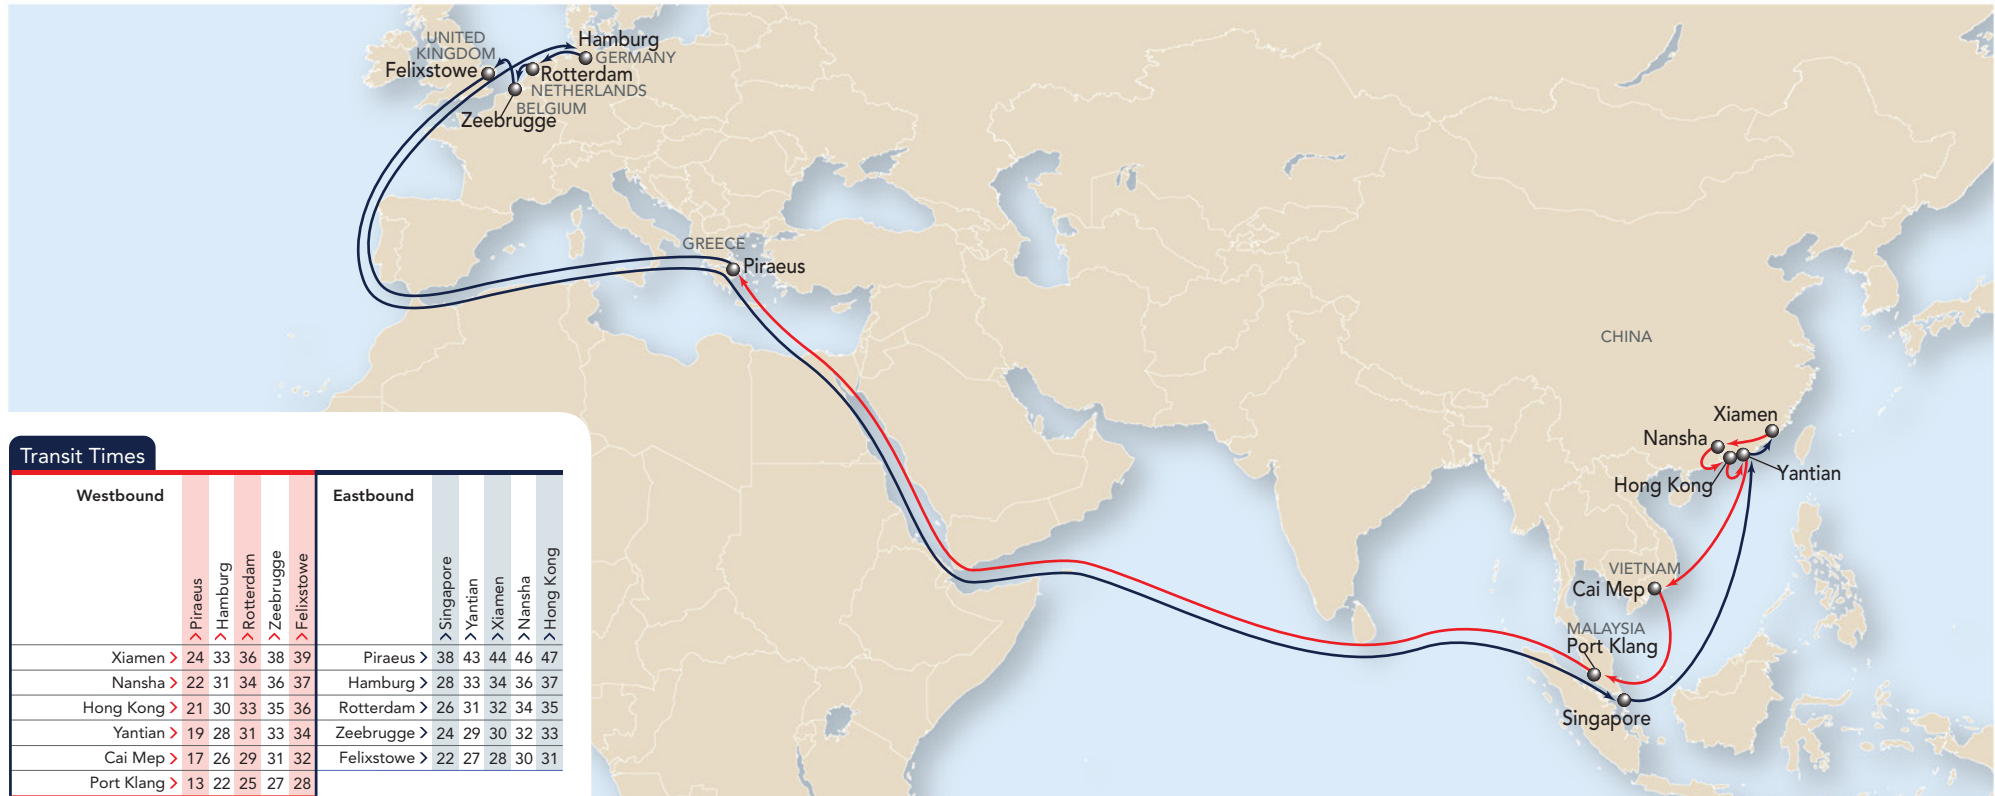 UNITED
KINGDOM
Felixstowe
Hamburg
GERMANY
Rotterdam
NETHERLANDS
BELGIUM
Zeebrugge
GREECE
Piraeus
CHINA
Xiamen
Nansha
Yantian
Hong Kong
VIETNAM
Cai Mep
MALAYSIA
Port Klang
Singapore
Transit Times
Westbound > Piraeus > Hamburg > Rotterdam > Zeebrugge > Felixstowe
Xiamen > 24 33 36 38 39
Nansha > 22 31 34 36 37
Hong Kong > 21 30 33 35 36
Yantian > 19 28 31 33 34
Cai Mep > 17 26 29 31 32
Port Klang > 13 22 25 27 28
Eastbound > Singapore > Yantian > Xiamen > Nansha > Hong Kong
Piraeus > 38 43 44 46 47
Hamburg > 28 33 34 36 37
Rotterdam > 26 31 32 34 35
Zeebrugge > 24 29 30 32 33
Felixstowe > 22 27 28 30 31